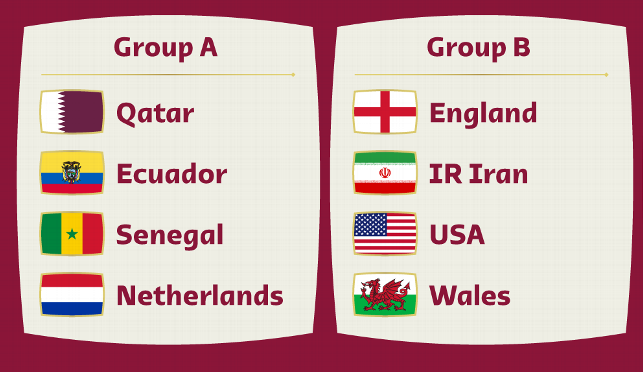 Group A
Qatar
Ecuador
Senegal
Netherlands
Group B
England
IR Iran
USA
Wales